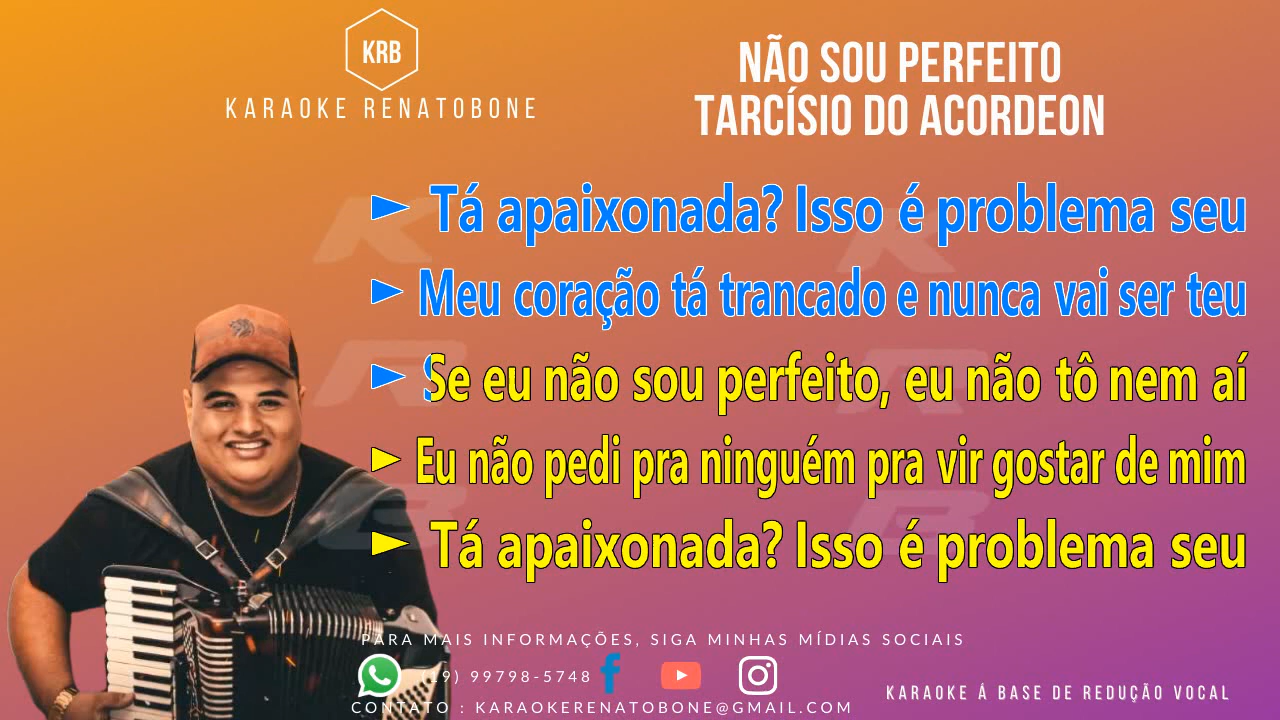 KRB
KARAOKE RENATOBONE
NÃO SOU PERFEITO
TARCÍSIO DO ACORDEON
► Tá apaixonada? Isso é problema seu
► Meu coração tá trancado e nunca vai ser teu
► Se eu não sou perfeito, eu não tô nem aí
► Eu não pedi pra ninguém pra vir gostar de mim
► Tá apaixonada? Isso é problema seu
K R B
K R B
PARA MAIS INFORMAÇÕES, SIGA MINHAS MÍDIAS SOCIAIS
(19) 99798-5748
CONTATO : KARAOKERENATOBONE@GMAIL.COM
KARAOKE Á BASE DE REDUÇÃO VOCAL